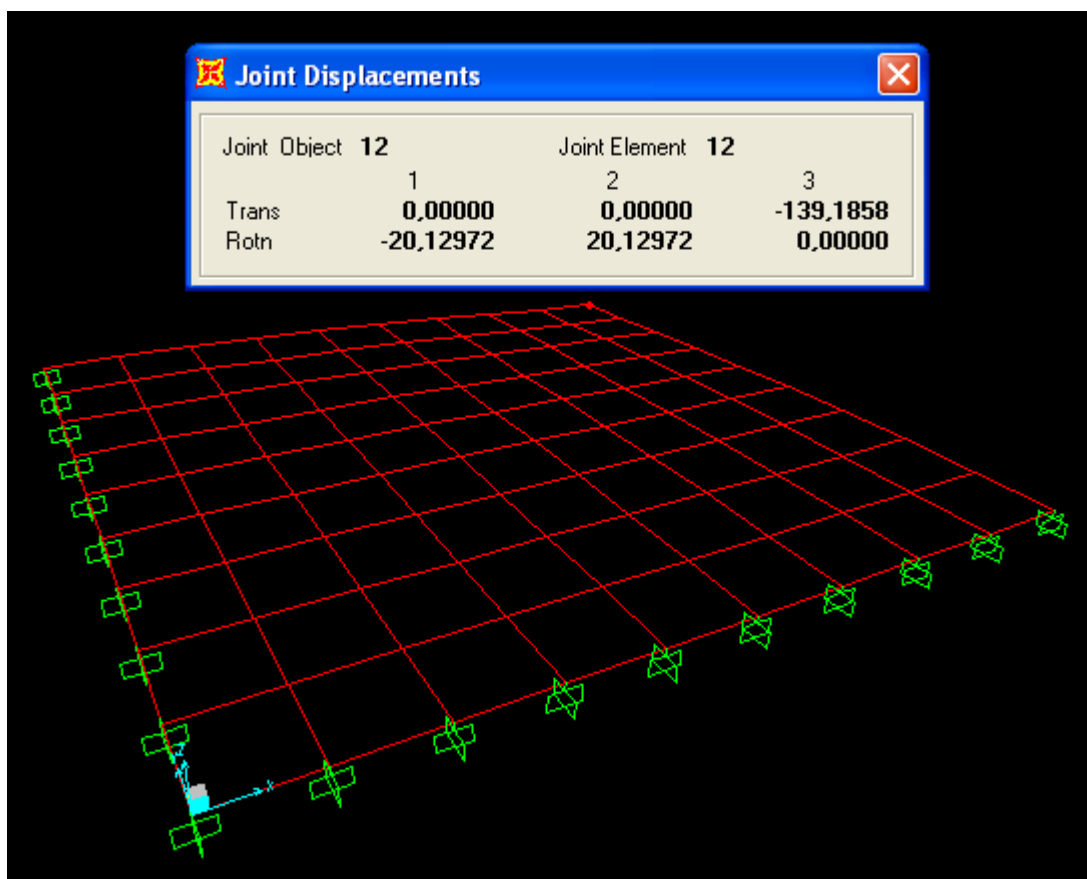 Joint Displacements
Joint Object 12 Joint Element 12
1 2 3
Trans 0,00000 0,00000 -139,1858
Rotn -20,12972 20,12972 0,00000